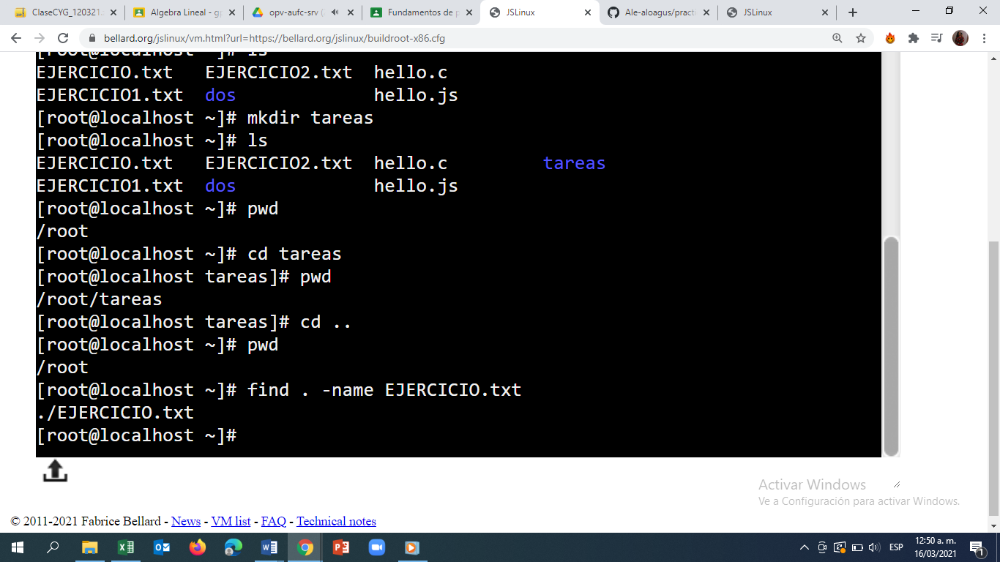 ClaseCYG_120321.
Algebra Lineal - gp
opv-aufc-srv (
Fundamentos de p
JSLinux
Ale-aloagus/practi
JSLinux
bellard.org/jslinux/vm.html?url=https://bellard.org/jslinux/buildroot-x86.cfg
[root@localhost ~]# ls
EJERCICIO.txt EJERCICIO2.txt hello.c
EJERCICIO1.txt dos hello.js
[root@localhost ~]# mkdir tareas
[root@localhost ~]# ls
EJERCICIO.txt EJERCICIO2.txt hello.c tareas
EJERCICIO1.txt dos hello.js
[root@localhost ~]# pwd
/root
[root@localhost ~]# cd tareas
[root@localhost tareas]# pwd
/root/tareas
[root@localhost tareas]# cd ..
[root@localhost ~]# pwd
/root
[root@localhost ~]# find . -name EJERCICIO.txt
./EJERCICIO.txt
[root@localhost ~]#
Activar Windows
Ve a Configuración para activar Windows.
© 2011-2021 Fabrice Bellard - News - VM list - FAQ - Technical notes
ESP
12:50 a. m.
16/03/2021
1